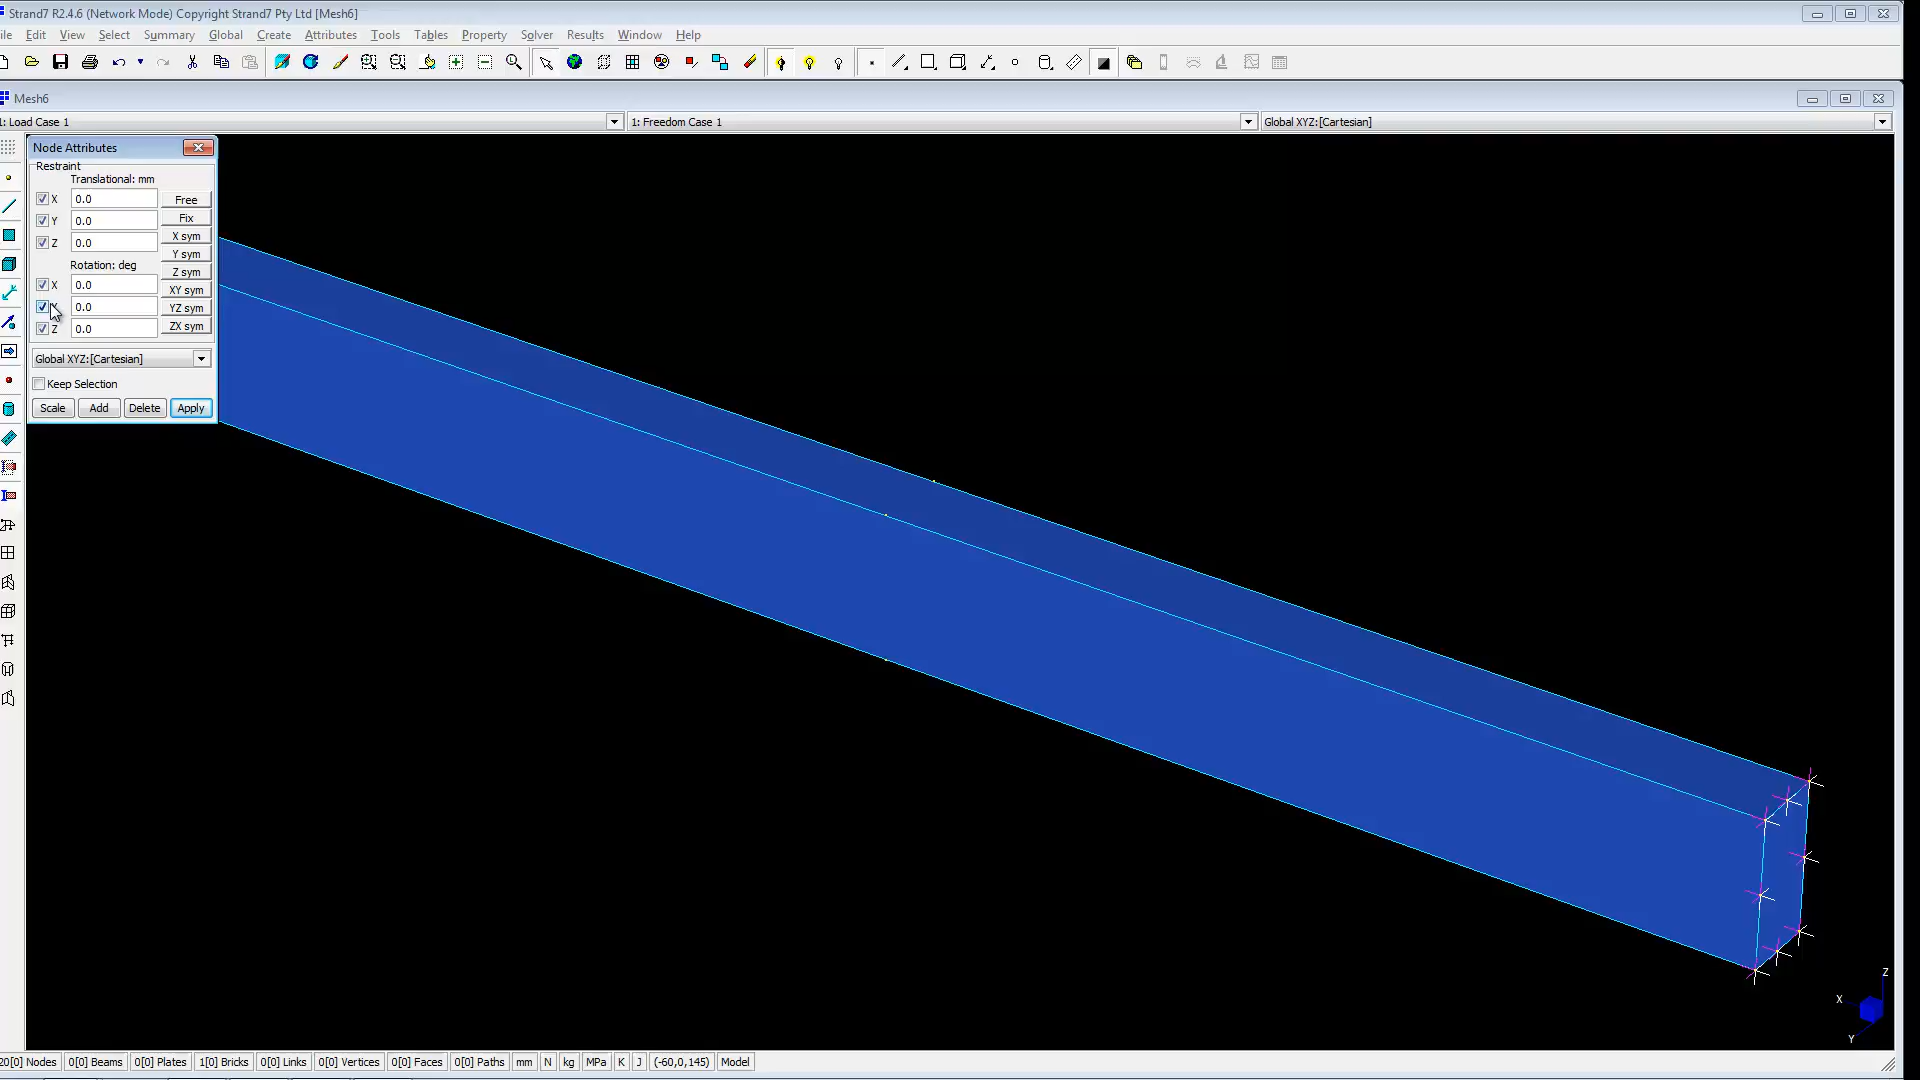 Strand7 R2.4.6 (Network Mode) Copyright Strand7 Pty Ltd [Mesh6]
ile Edit View Select Summary Global Create Attributes Tools Tables Property Solver Results Window Help
Mesh6
1: Load Case 1 1: Freedom Case 1 Global XYZ:[Cartesian]
Node Attributes
Restraint
Translational: mm
X 0.0 Free
Fix
Y 0.0
X sym
Z 0.0
Y sym
Rotation: deg
Z sym
X 0.0
XY sym
0.0 YZ sym
Z 0.0 ZX sym
Global XYZ:[Cartesian]
Keep Selection
Scale Add Delete Apply
Z
X
Y
20[0] Nodes 0[0] Beams 0[0] Plates 1[0] Bricks 0[0] Links 0[0] Vertices 0[0] Faces 0[0] Paths mm N kg MPa K J (-60,0,145) Model